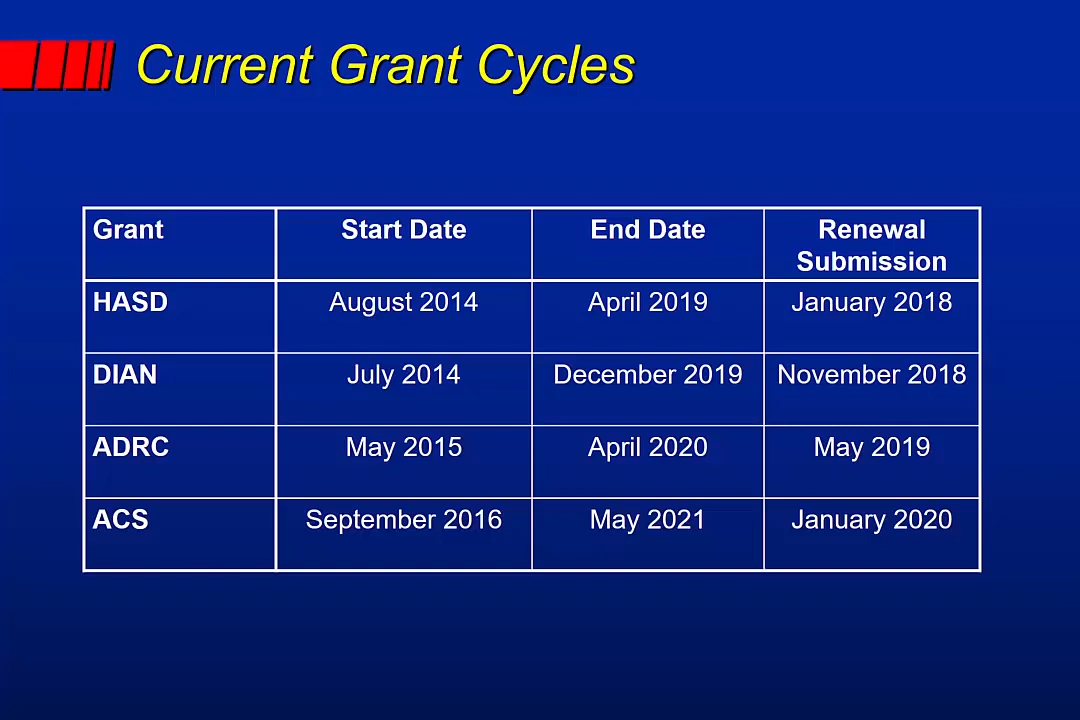 Current Grant Cycles
Grant Start Date End Date Renewal
Submission
HASD August 2014 April 2019 January 2018
DIAN July 2014 December 2019 November 2018
ADRC May 2015 April 2020 May 2019
ACS September 2016 May 2021 January 2020